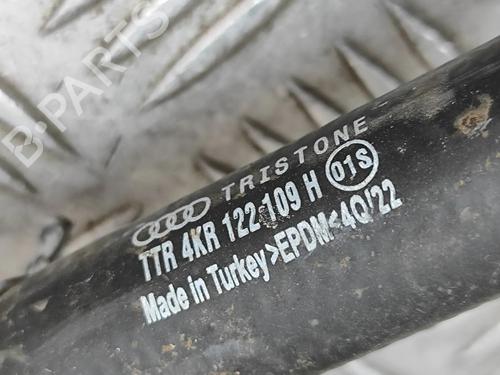 B-Parts
TRISTONE
TTR 4KR 122 109 H 01S
Made in Turkey >EPDM< 4Q/22